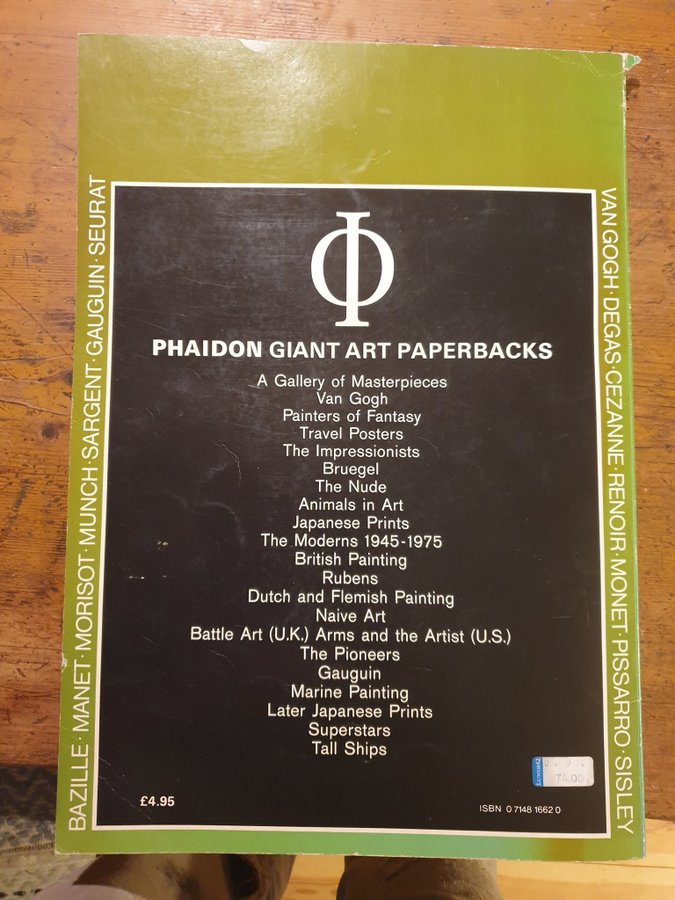 Φ
PHAIDON GIANT ART PAPERBACKS
A Gallery of Masterpieces
Van Gogh
Painters of Fantasy
Travel Posters
The Impressionists
Bruegel
The Nude
Animals in Art
Japanese Prints
The Moderns 1945-1975
British Painting
Rubens
Dutch and Flemish Painting
Naive Art
Battle Art (U.K.) Arms and the Artist (U.S.)
The Pioneers
Gauguin
Marine Painting
Later Japanese Prints
Superstars
Tall Ships
£4.95
ISBN 0 7148 1662 0
74.00
BAZILLE · MANET · MORISOT · MUNCH · SARGENT · GAUGUIN · SEURAT
VAN GOGH · DEGAS · CEZANNE · RENOIR · MONET · PISSARRO · SISLEY